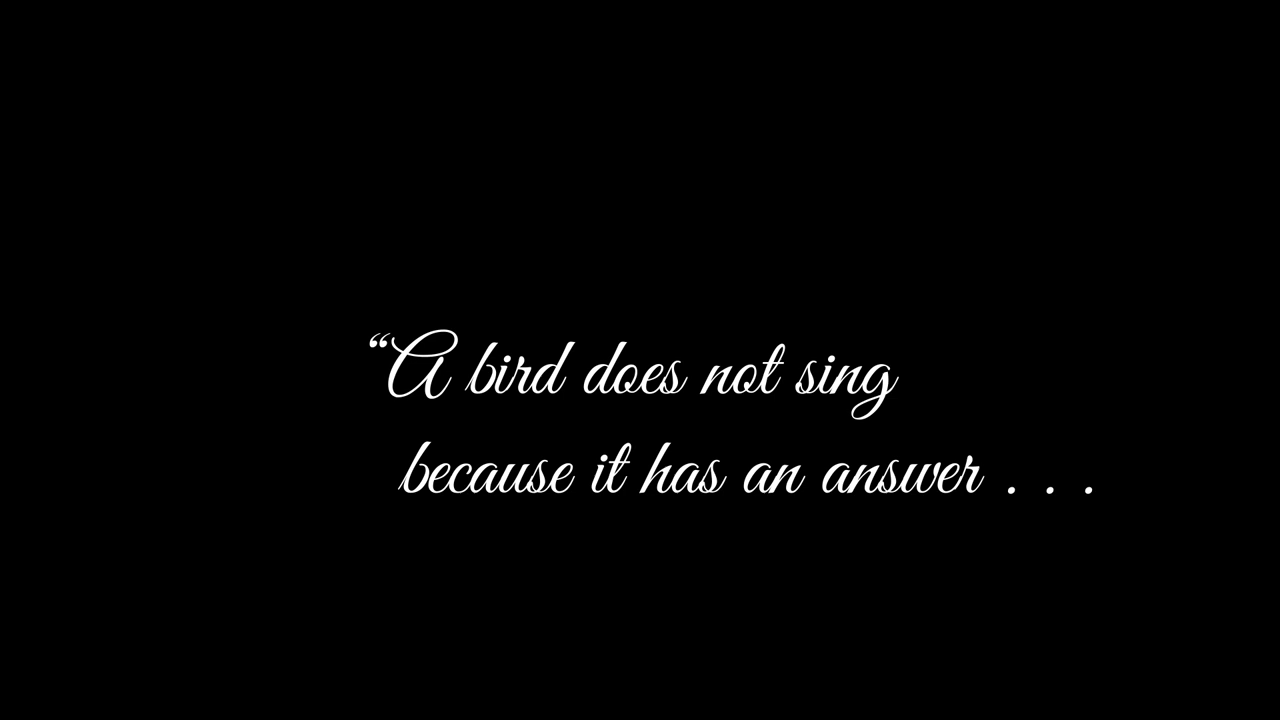 “A bird does not sing
because it has an answer . . .